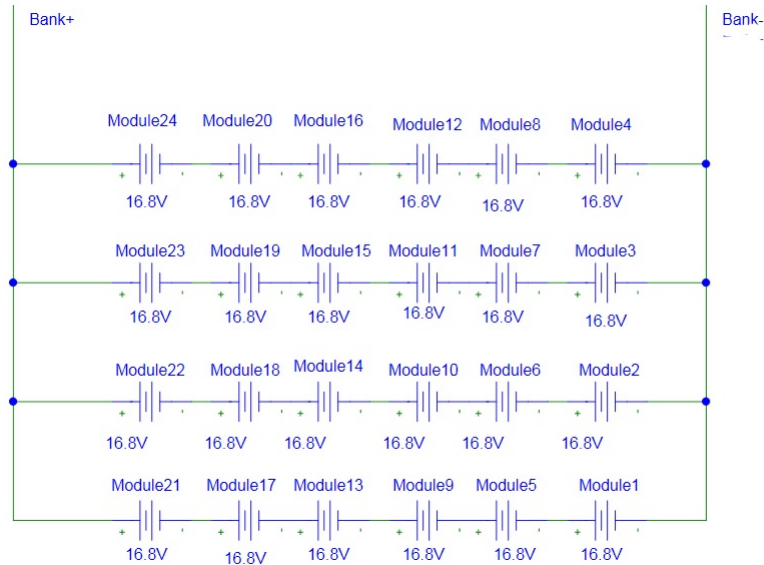 Bank+ Bank-
Module24 Module20 Module16 Module12 Module8 Module4
+ - + - + - + - + - + -
16.8V 16.8V 16.8V 16.8V 16.8V 16.8V
Module23 Module19 Module15 Module11 Module7 Module3
+ - + - + - + - + - + -
16.8V 16.8V 16.8V 16.8V 16.8V 16.8V
Module22 Module18 Module14 Module10 Module6 Module2
+ - + - + - + - + - + -
16.8V 16.8V 16.8V 16.8V 16.8V 16.8V
Module21 Module17 Module13 Module9 Module5 Module1
+ - + - + - + - + - + -
16.8V 16.8V 16.8V 16.8V 16.8V 16.8V